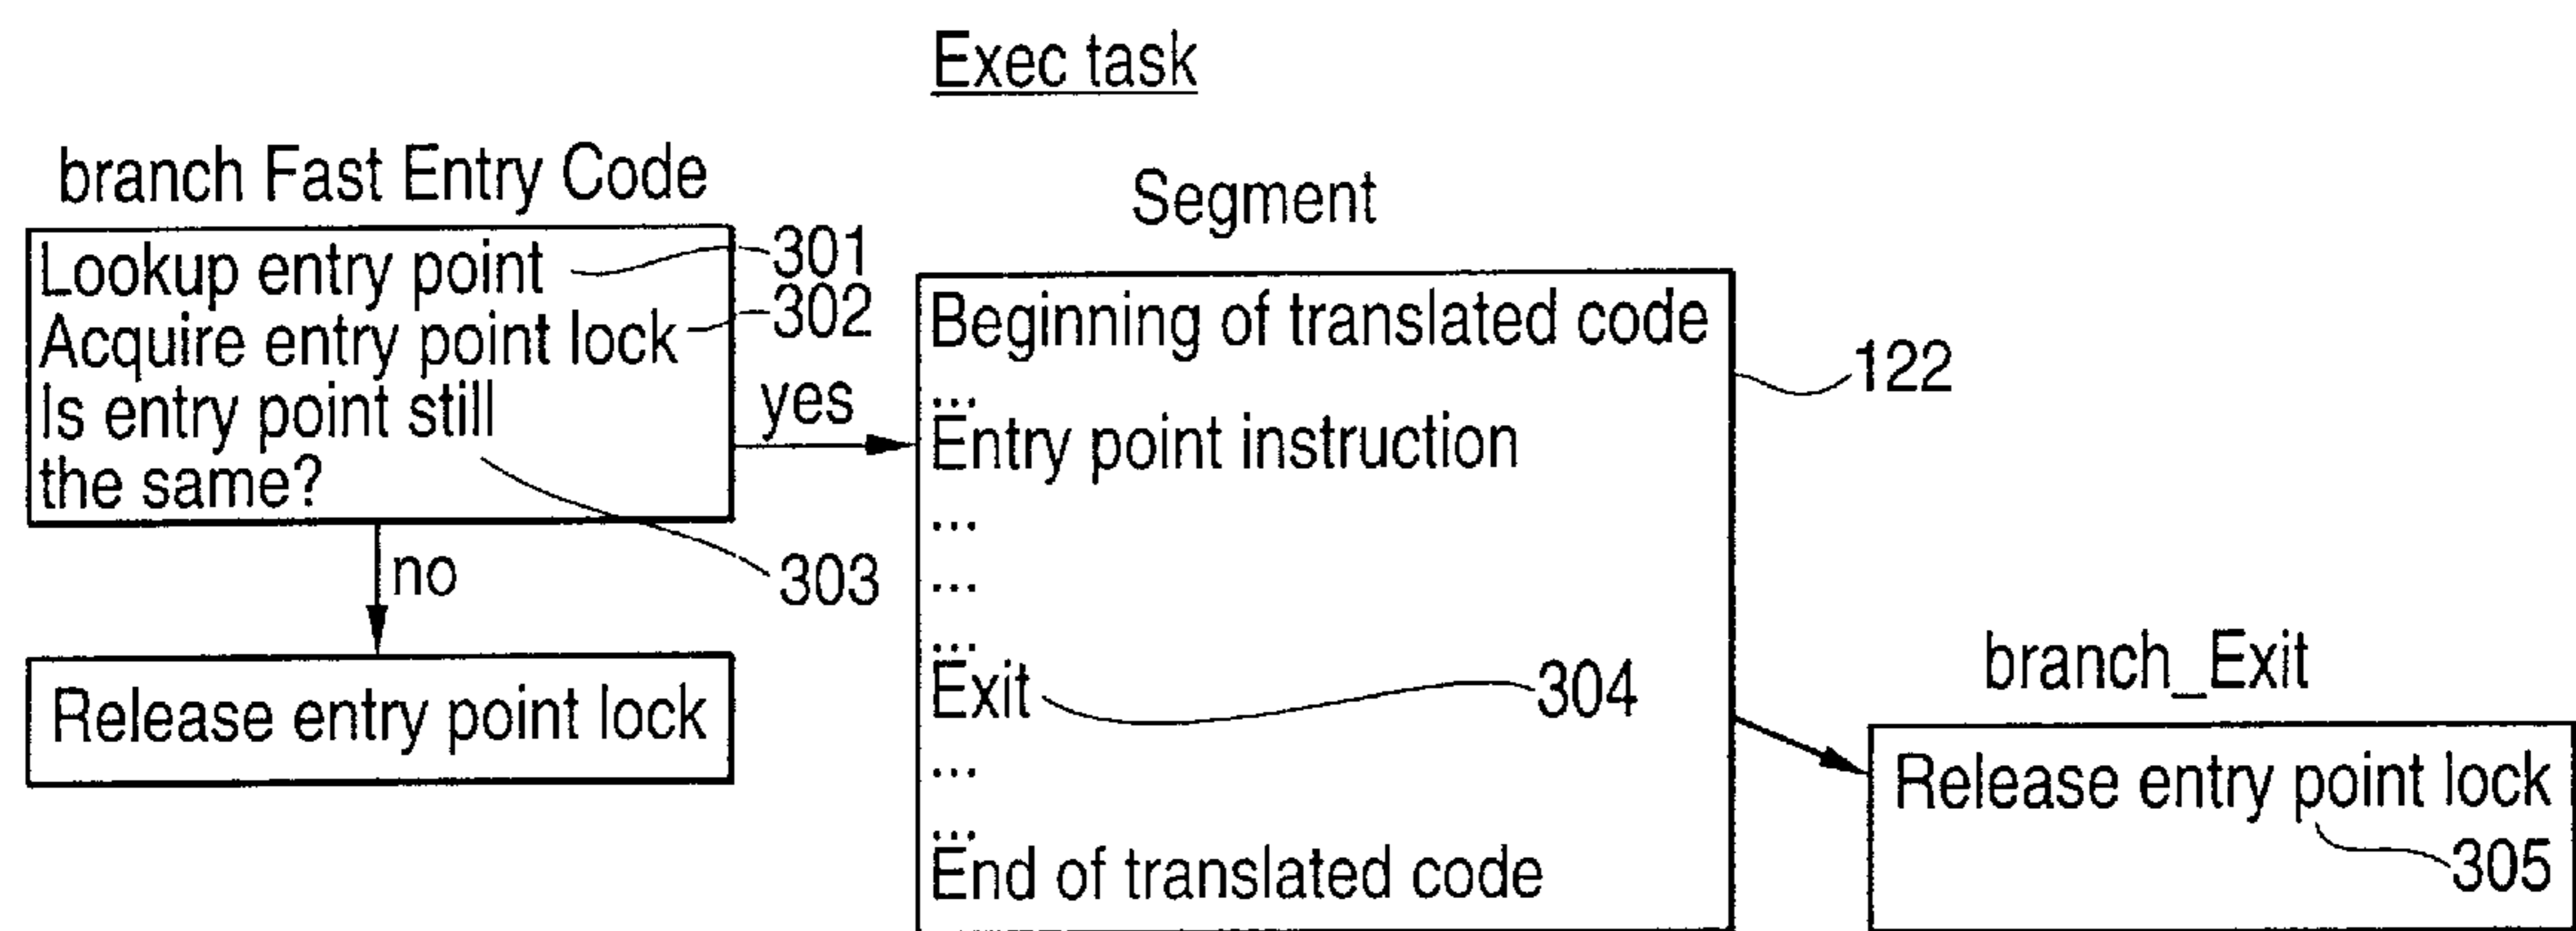 Exec task
branch Fast Entry Code
Lookup entry point 301
Acquire entry point lock 302
Is entry point still
the same? 303
yes
no
Release entry point lock
Segment
Beginning of translated code
...
Entry point instruction
...
...
...
Exit 304
...
...
End of translated code
122
branch_Exit
Release entry point lock
305